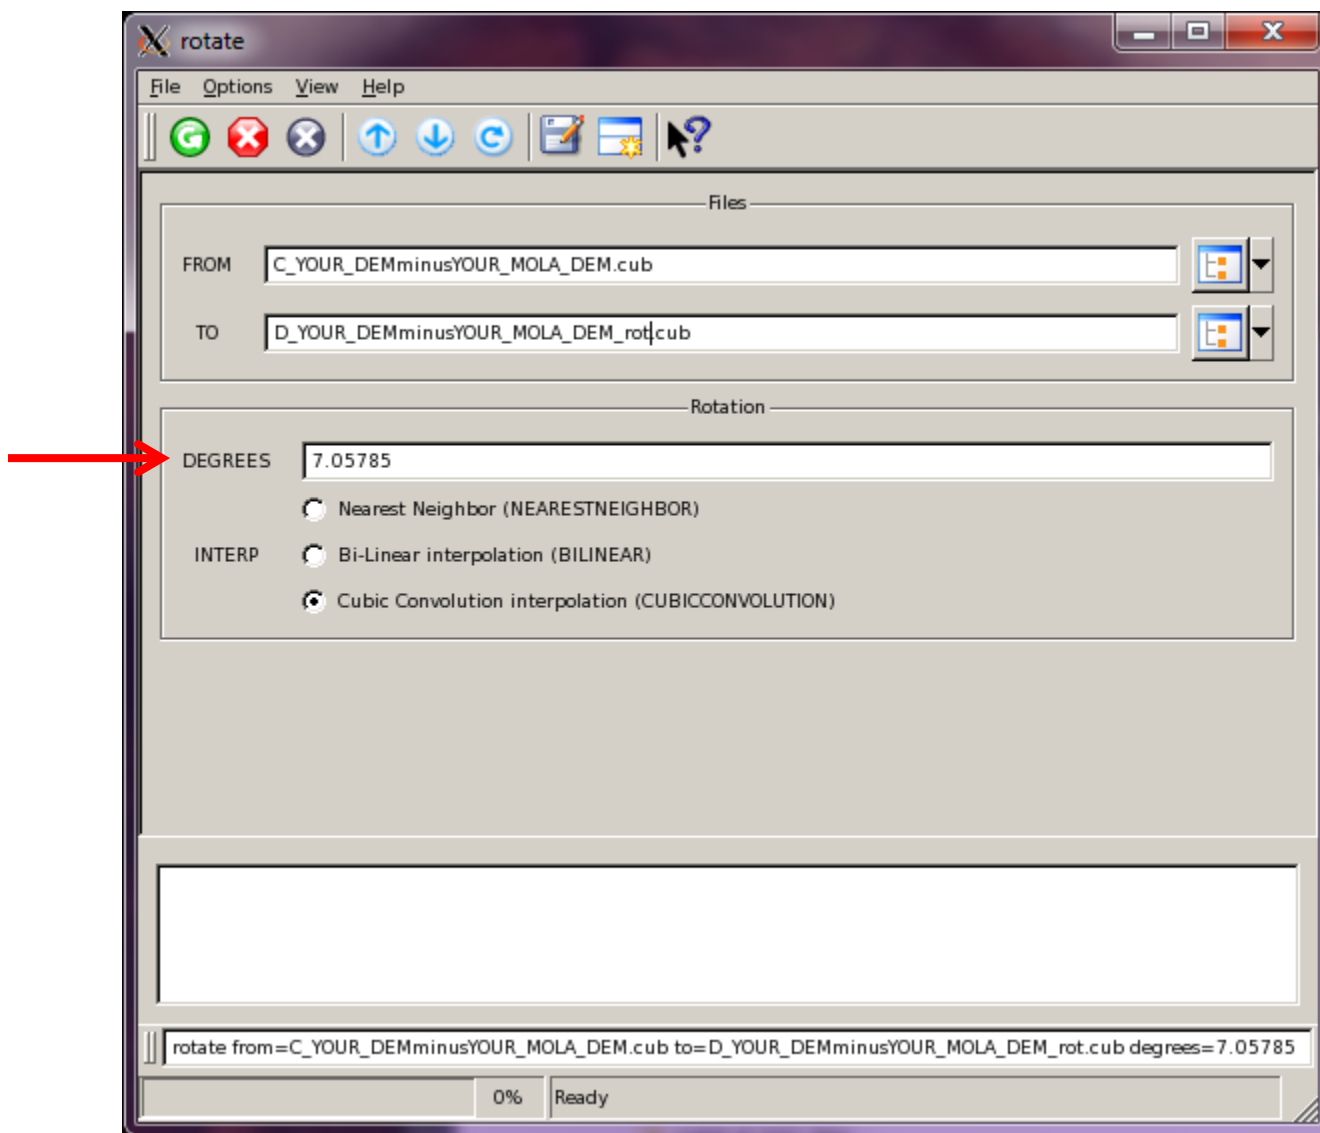 rotate
File Options View Help
Files
FROM C_YOUR_DEMminusYOUR_MOLA_DEM.cub
TO D_YOUR_DEMminusYOUR_MOLA_DEM_rot.cub
Rotation
DEGREES 7.05785
Nearest Neighbor (NEARESTNEIGHBOR)
INTERP Bi-Linear interpolation (BILINEAR)
Cubic Convolution interpolation (CUBICCONVOLUTION)
rotate from=C_YOUR_DEMminusYOUR_MOLA_DEM.cub to=D_YOUR_DEMminusYOUR_MOLA_DEM_rot.cub degrees=7.05785
0% Ready